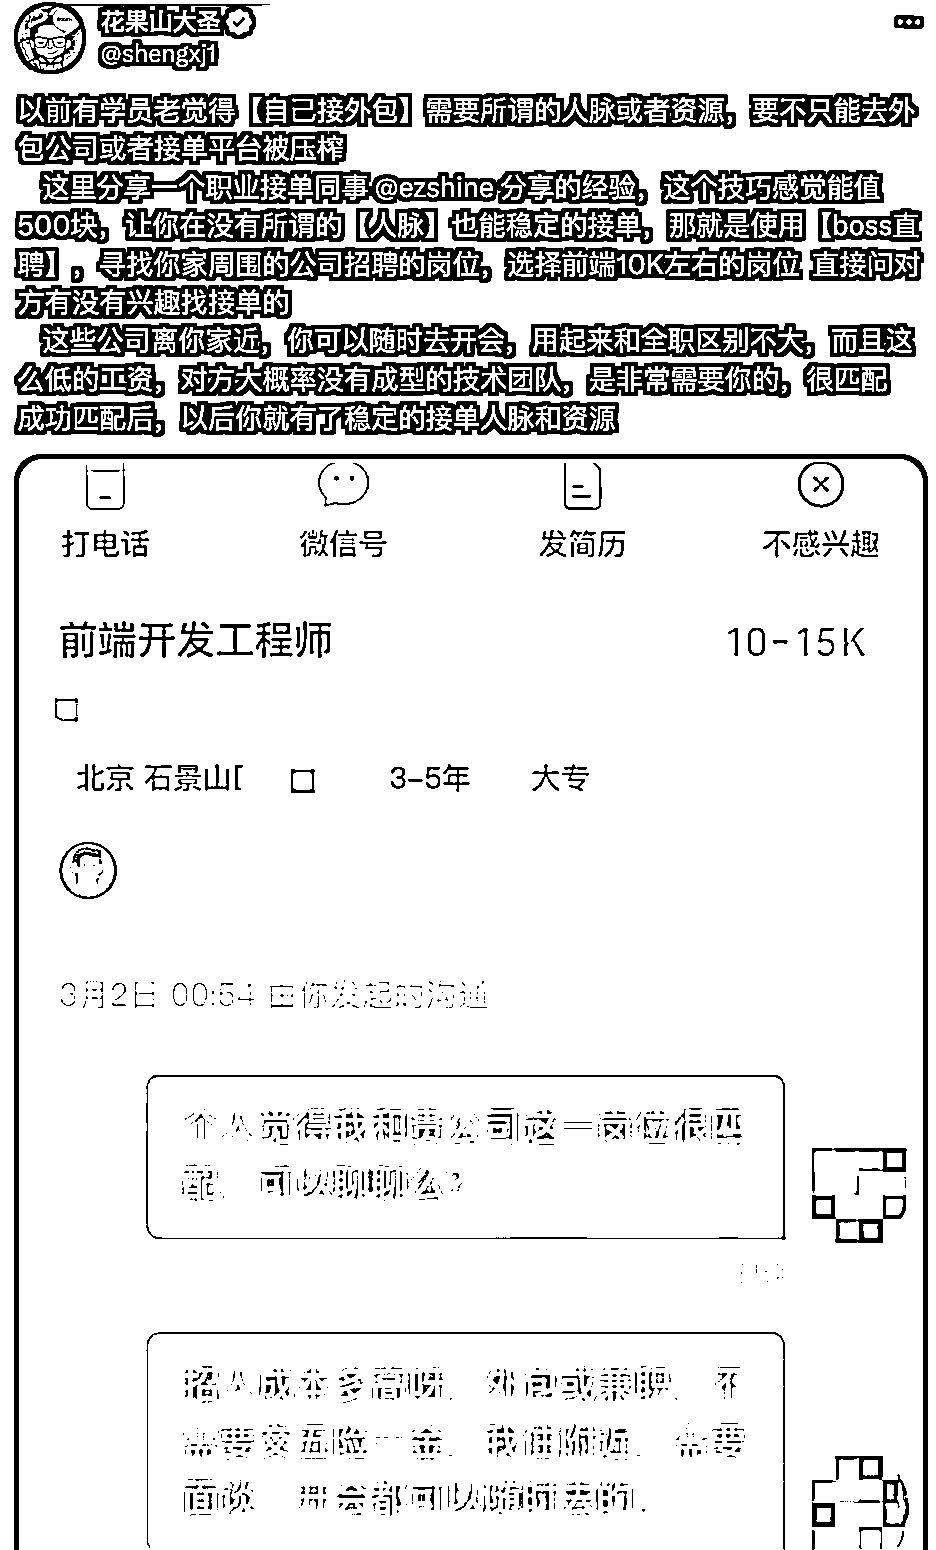 花果山大圣
@shengxj1
以前有学员老觉得【自己接外包】需要所谓的人脉或者资源，要不只能去外
包公司或者接单平台被压榨
这里分享一个职业接单同事 @ezshine 分享的经验，这个技巧感觉能值
500块，让你在没有所谓的【人脉】也能稳定的接单，那就是使用【boss直
聘】，寻找你家周围的公司招聘的岗位，选择前端10K左右的岗位 直接问对
方有没有兴趣找接单的
这些公司离你家近，你可以随时去开会，用起来和全职区别不大，而且这
么低的工资，对方大概率没有成型的技术团队，是非常需要你的，很匹配
成功匹配后，以后你就有了稳定的接单人脉和资源
打电话 微信号 发简历 不感兴趣
前端开发工程师 10-15K
北京 石景山 3-5年 大专
3月2日 00:54 由你发起的沟通
个人觉得我和贵公司这一岗位很匹
配，可以聊聊么？
招人成本多高呀，外包或兼职，不
需要交五险一金，我住附近，需要
面谈，开会都可以随时去的，